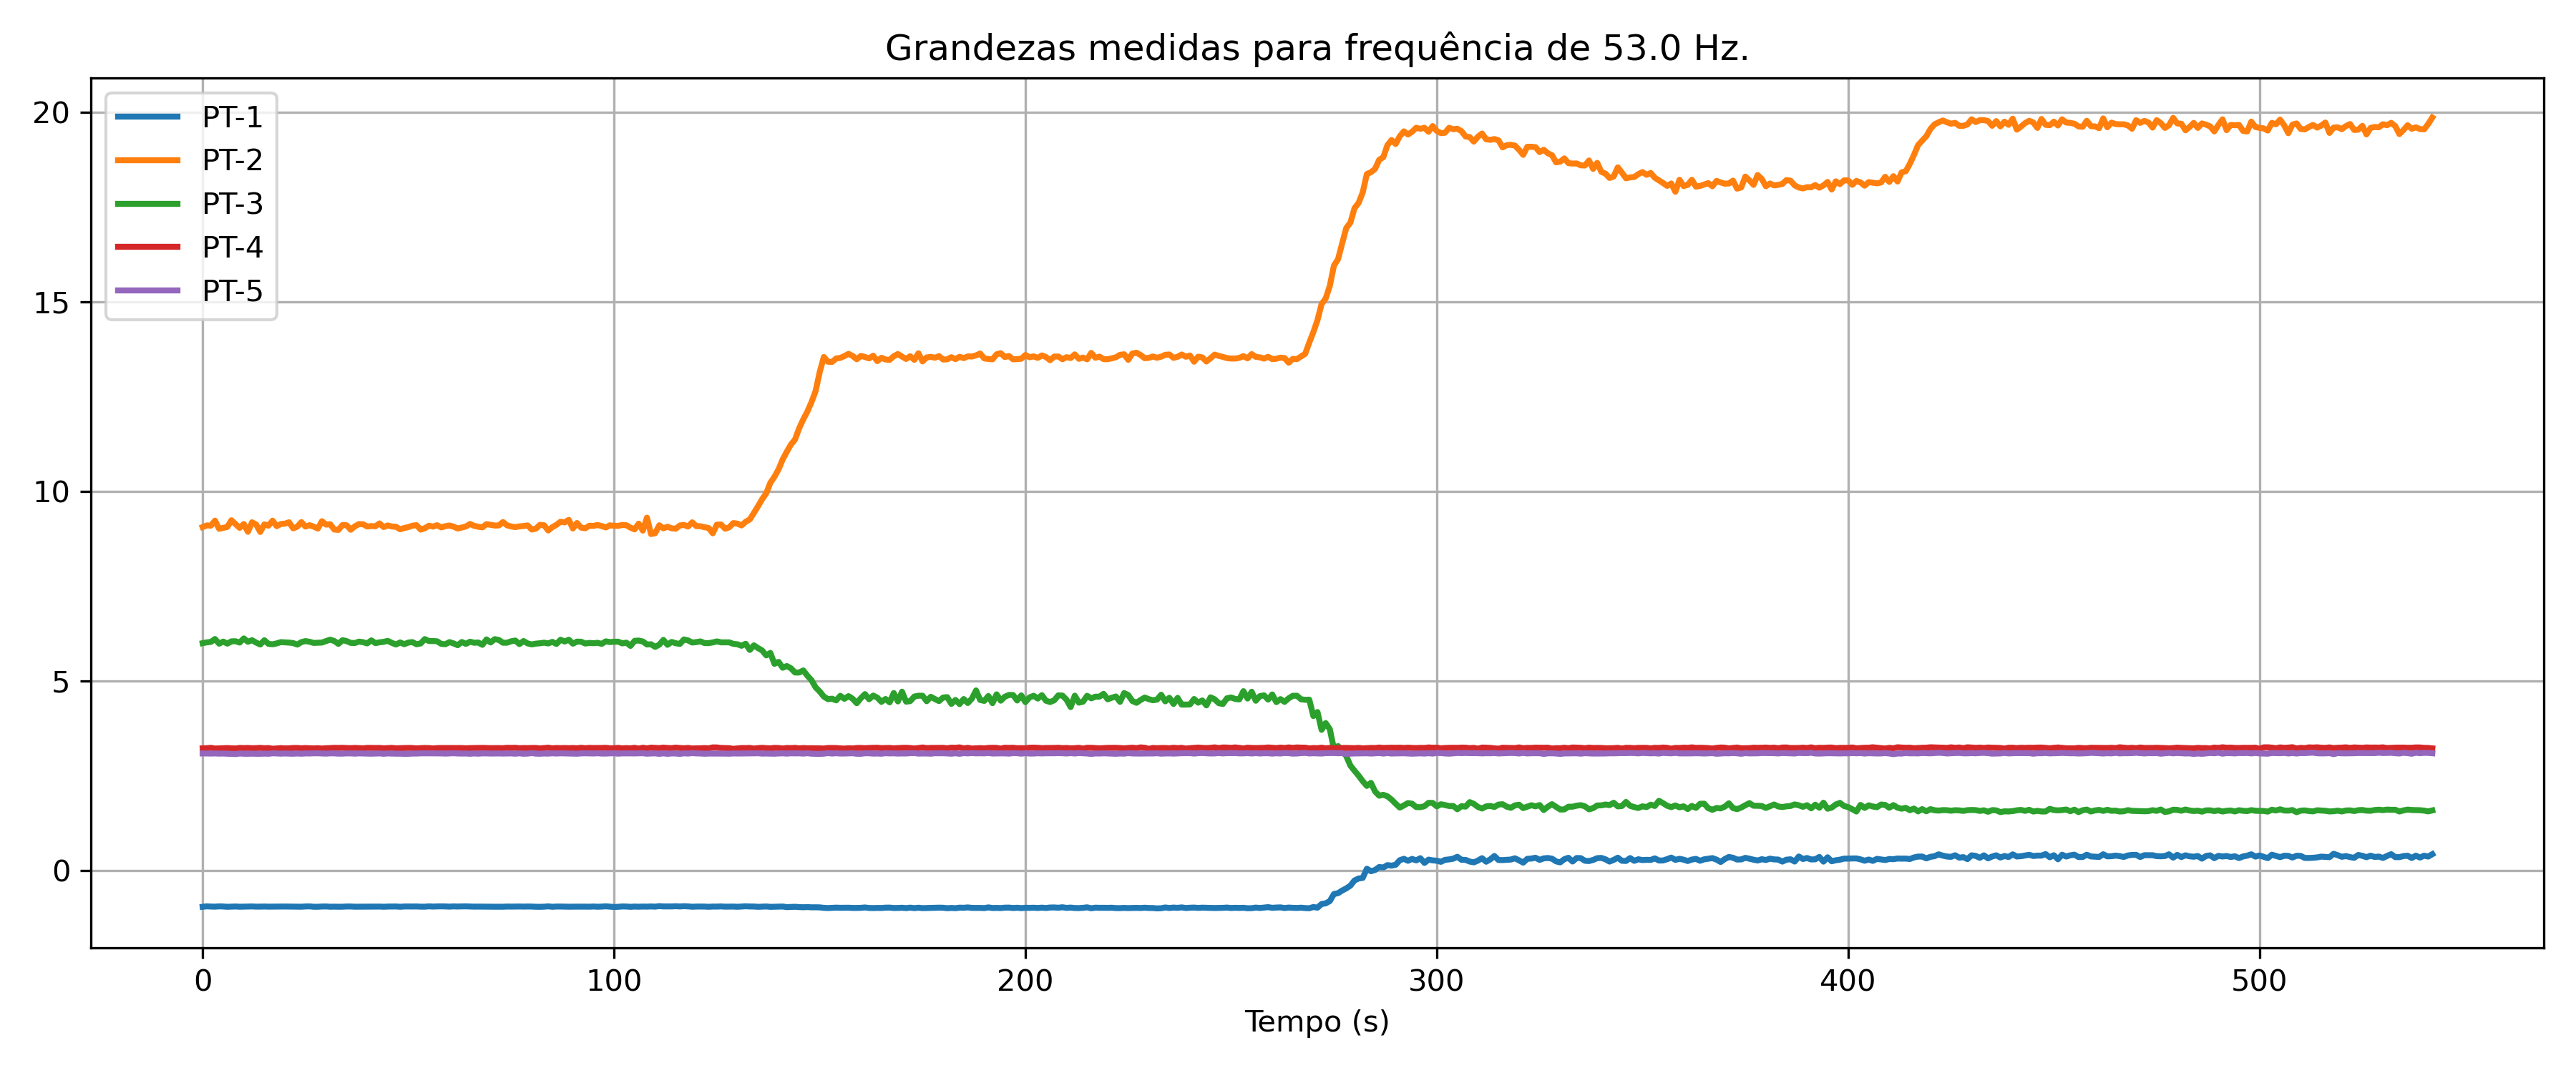 Grandezas medidas para frequência de 53.0 Hz.
PT-1
PT-2
PT-3
PT-4
PT-5
20
15
10
5
0
0 100 200 300 400 500
Tempo (s)